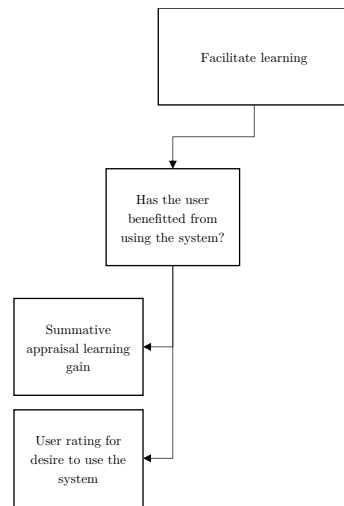 Facilitate learning
Has the user
benefitted from
using the system?
Summative
appraisal learning
gain
User rating for
desire to use the
system